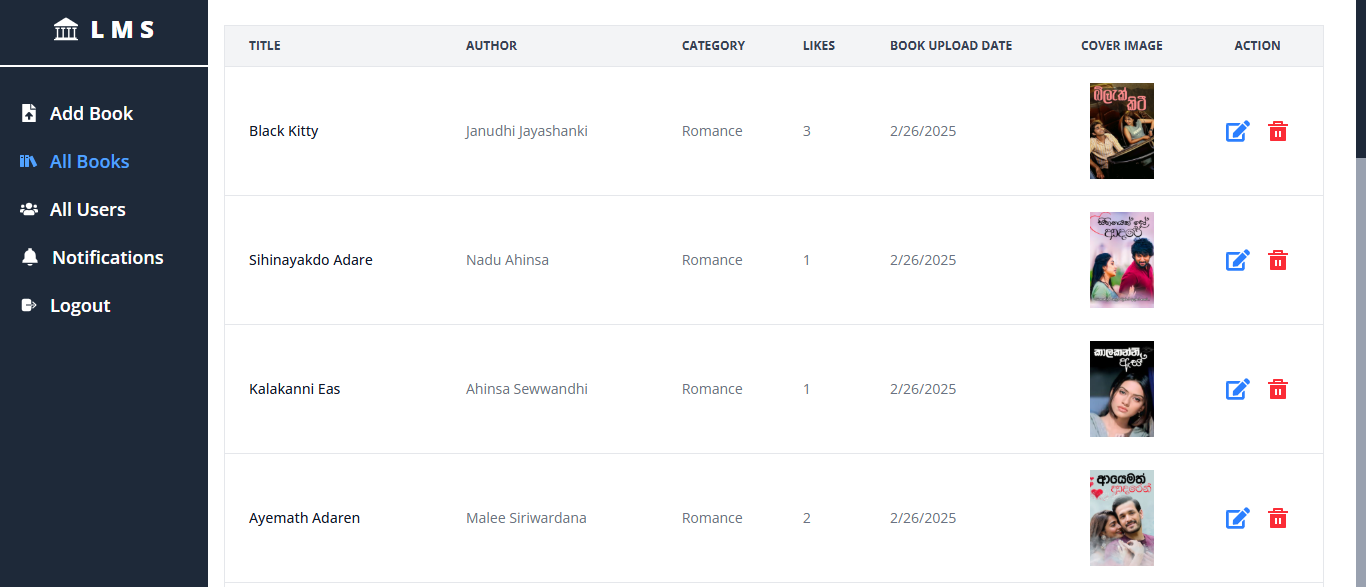 LMS
Add Book
All Books
All Users
Notifications
Logout
TITLE AUTHOR CATEGORY LIKES BOOK UPLOAD DATE COVER IMAGE ACTION
Black Kitty Janudhi Jayashanki Romance 3 2/26/2025
බ්ලැක්
කිටී
Sihinayakdo Adare Nadu Ahinsa Romance 1 2/26/2025
සිහිනයක් දෝ
ආදරේ
Kalakanni Eas Ahinsa Sewwandhi Romance 1 2/26/2025
කාලකන්නි
ඇස්
Ayemath Adaren Malee Siriwardana Romance 2 2/26/2025
ආයෙමත්
ආදරෙන්